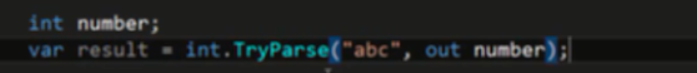 int number;
var result = int.TryParse("abc", out number);